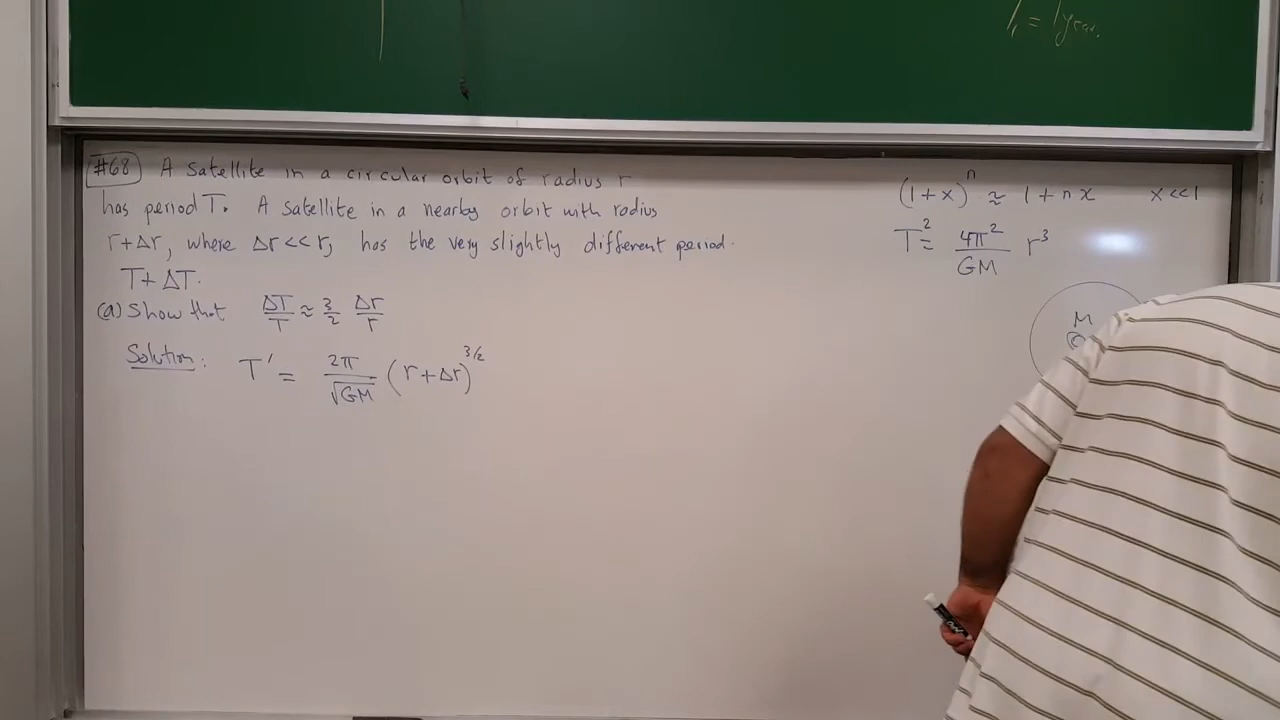 = 1 year.
#68 A satellite in a circular orbit of radius r
has period T. A satellite in a nearby orbit with radius
r+Δr, where Δr<<r, has the very slightly different period.
T+ΔT.
(a) Show that ΔT/T ≈ 3/2 Δr/r
Solution: T' = 2π/√GM (r+Δr)^3/2
(1+x)^n ≈ 1+nx x<<1
T^2 = 4π^2/GM r^3
M